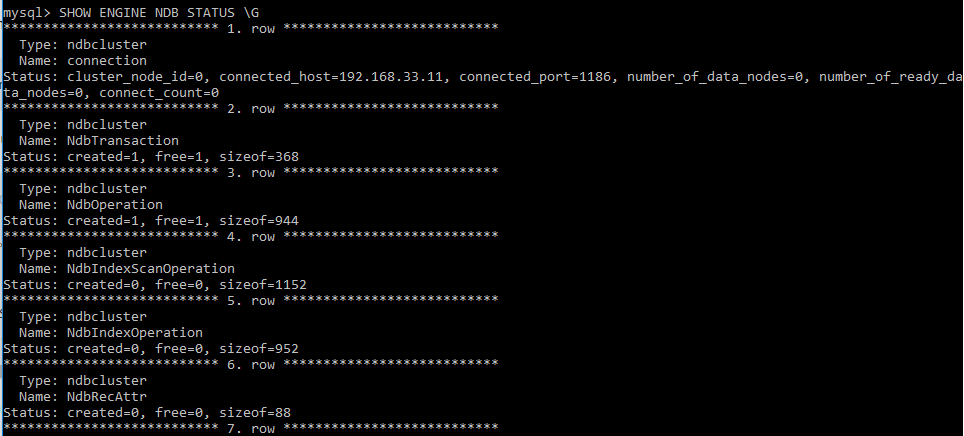 mysql> SHOW ENGINE NDB STATUS \G
*************************** 1. row ***************************
  Type: ndbcluster
  Name: connection
Status: cluster_node_id=0, connected_host=192.168.33.11, connected_port=1186, number_of_data_nodes=0, number_of_ready_da
ta_nodes=0, connect_count=0
*************************** 2. row ***************************
  Type: ndbcluster
  Name: NdbTransaction
Status: created=1, free=1, sizeof=368
*************************** 3. row ***************************
  Type: ndbcluster
  Name: NdbOperation
Status: created=1, free=1, sizeof=944
*************************** 4. row ***************************
  Type: ndbcluster
  Name: NdbIndexScanOperation
Status: created=0, free=0, sizeof=1152
*************************** 5. row ***************************
  Type: ndbcluster
  Name: NdbIndexOperation
Status: created=0, free=0, sizeof=952
*************************** 6. row ***************************
  Type: ndbcluster
  Name: NdbRecAttr
Status: created=0, free=0, sizeof=88
*************************** 7. row ***************************